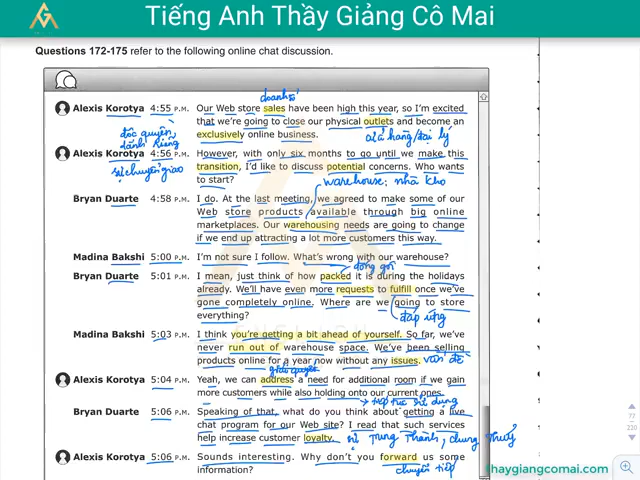 Tiếng Anh Thầy Giảng Cô Mai
Questions 172-175 refer to the following online chat discussion.
doanh số
Alexis Korotya 4:55 P.M. Our Web store sales have been high this year, so I'm excited
that we're going to close our physical outlets and become an
exclusively online business.
cửa hàng/đại lý
độc quyền,
dành riêng
Alexis Korotya 4:56 P.M. However, with only six months to go until we make this
transition, I'd like to discuss potential concerns. Who wants
to start?
sự chuyển giao
warehouse: nhà kho
Bryan Duarte 4:58 P.M. I do. At the last meeting, we agreed to make some of our
Web store products available through big online
marketplaces. Our warehousing needs are going to change
if we end up attracting a lot more customers this way.
Madina Bakshi 5:00 P.M. I'm not sure I follow. What's wrong with our warehouse?
đóng gói
Bryan Duarte 5:01 P.M. I mean, just think of how packed it is during the holidays
already. We'll have even more requests to fulfill once we've
gone completely online. Where are we going to store
everything?
đáp ứng
Madina Bakshi 5:03 P.M. I think you're getting a bit ahead of yourself. So far, we've
never run out of warehouse space. We've been selling
products online for a year now without any issues.
vấn đề
giải quyết
Alexis Korotya 5:04 P.M. Yeah, we can address a need for additional room if we gain
more customers while also holding onto our current ones.
tiếp tục sử dụng
Bryan Duarte 5:06 P.M. Speaking of that, what do you think about getting a live
chat program for our Web site? I read that such services
help increase customer loyalty.
sự trung thành, chung thuỷ
Alexis Korotya 5:06 P.M. Sounds interesting. Why don't you forward us some
information?
chuyển tiếp
thaygiangcomai.com
77
220